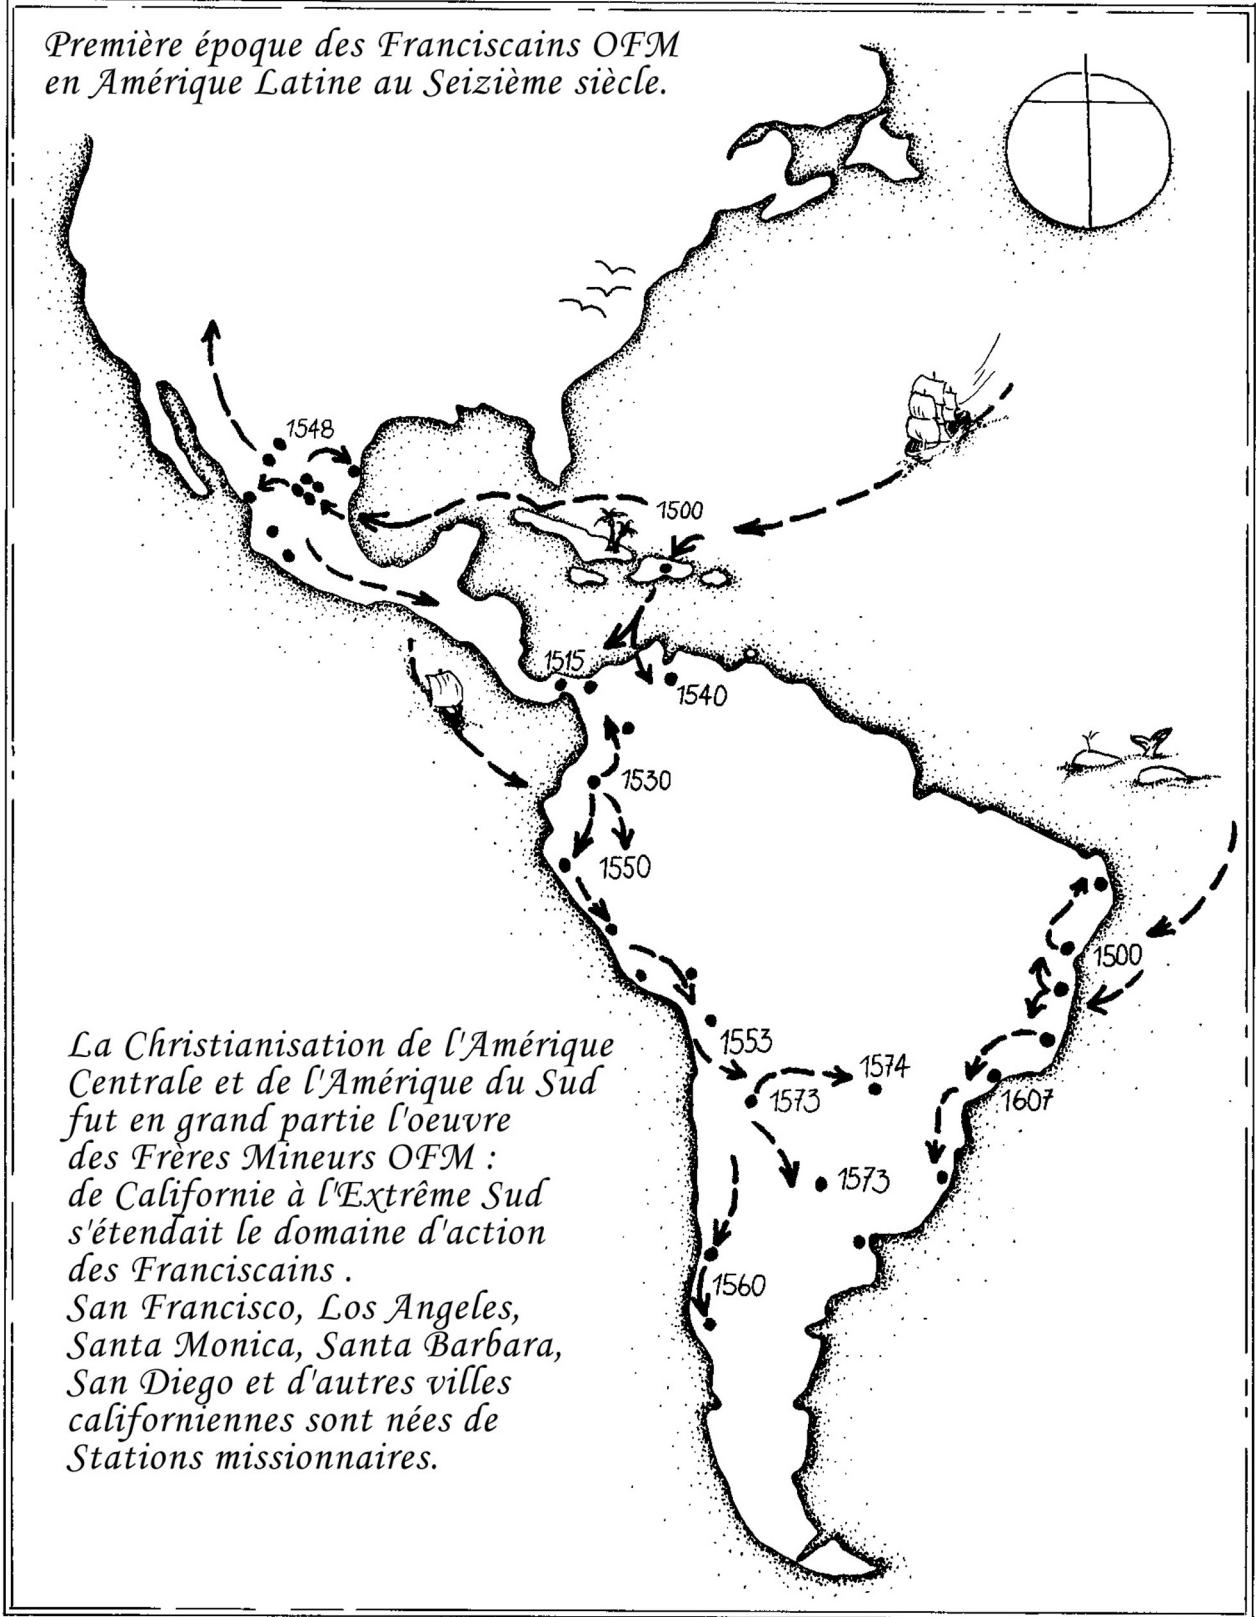 Première époque des Franciscains OFM
en Amérique Latine au Seizième siècle.
1548
1500
1515
1540
1530
1550
1500
1553
1574
1573
1607
1573
1560
La Christianisation de l'Amérique
Centrale et de l'Amérique du Sud
fut en grand partie l'oeuvre
des Frères Mineurs OFM :
de Californie à l'Extrême Sud
s'étendait le domaine d'action
des Franciscains .
San Francisco, Los Angeles,
Santa Monica, Santa Barbara,
San Diego et d'autres villes
californiennes sont nées de
Stations missionnaires.